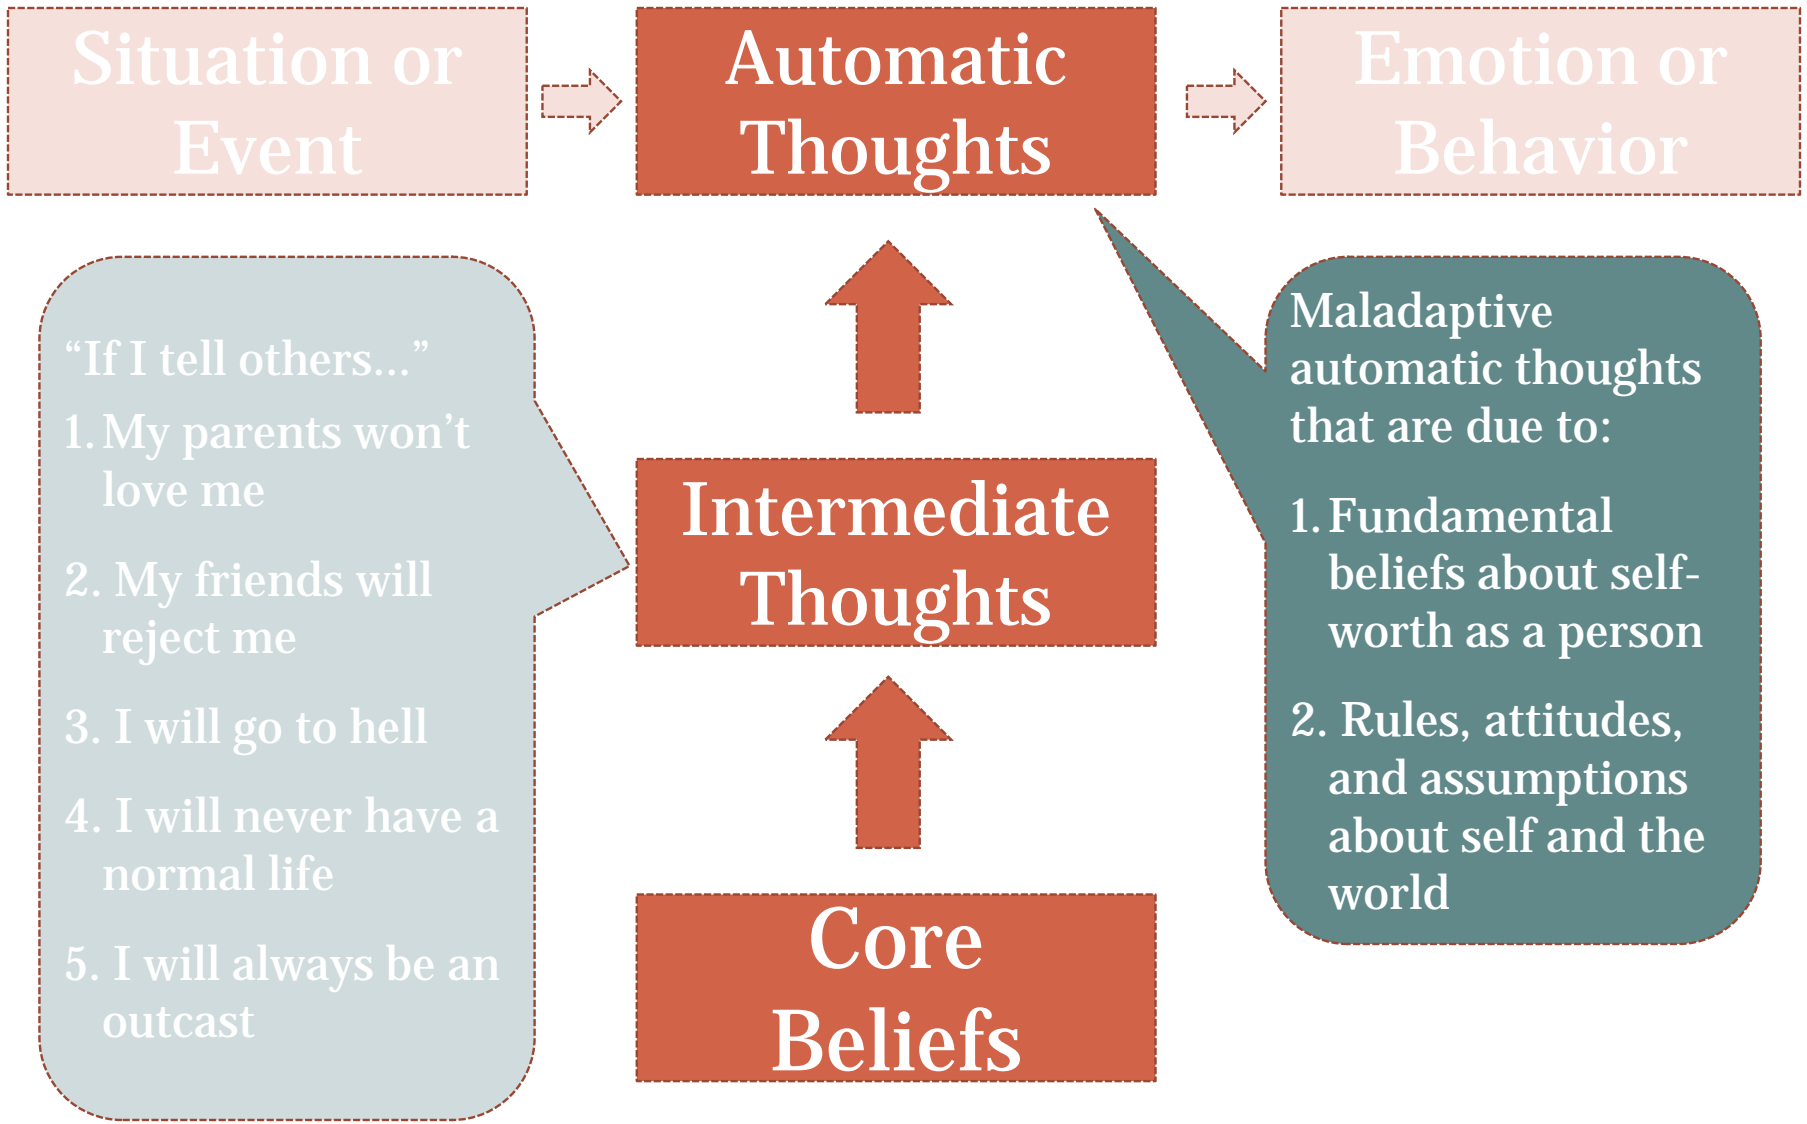 Situation or
Event
Automatic
Thoughts
Emotion or
Behavior
“If I tell others...”
1. My parents won’t
love me
2. My friends will
reject me
3. I will go to hell
4. I will never have a
normal life
5. I will always be an
outcast
Intermediate
Thoughts
Core
Beliefs
Maladaptive
automatic thoughts
that are due to:
1. Fundamental
beliefs about self-
worth as a person
2. Rules, attitudes,
and assumptions
about self and the
world